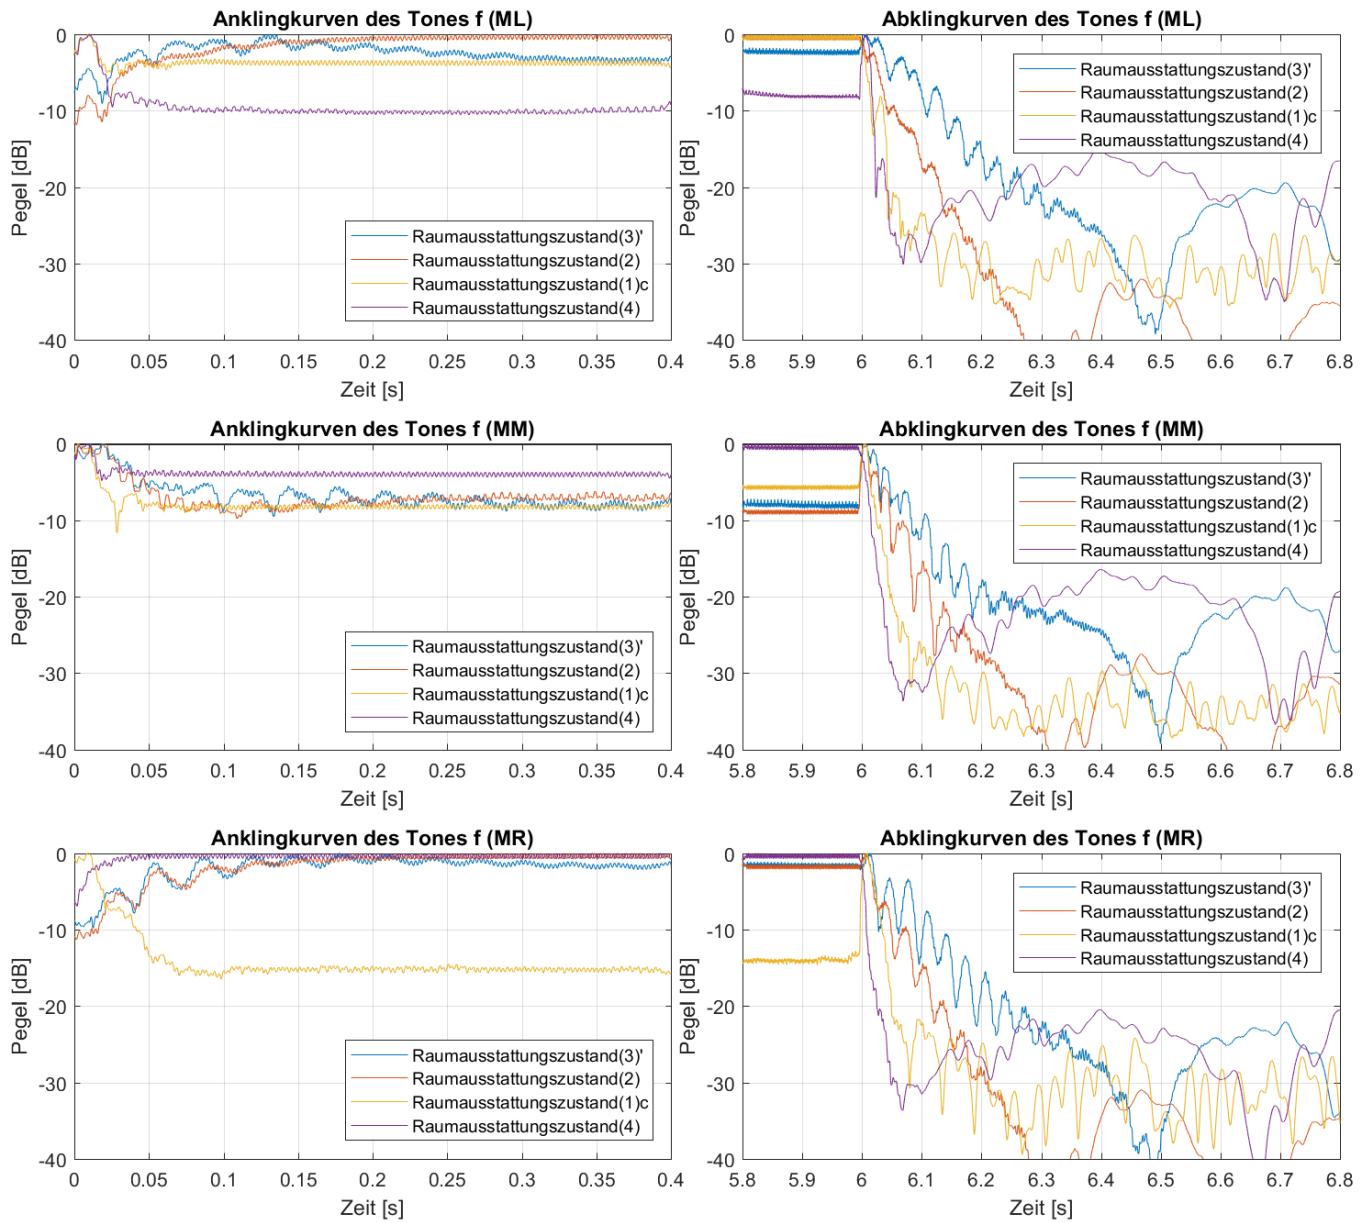 Anklingkurven des Tones f (ML)
0
-10
-20
-30
-40
Pegel [dB]
Raumausstattungszustand(3)'
Raumausstattungszustand(2)
Raumausstattungszustand(1)c
Raumausstattungszustand(4)
0 0.05 0.1 0.15 0.2 0.25 0.3 0.35 0.4
Zeit [s]
Abklingkurven des Tones f (ML)
0
-10
-20
-30
-40
Pegel [dB]
Raumausstattungszustand(3)'
Raumausstattungszustand(2)
Raumausstattungszustand(1)c
Raumausstattungszustand(4)
5.8 5.9 6 6.1 6.2 6.3 6.4 6.5 6.6 6.7 6.8
Zeit [s]
Anklingkurven des Tones f (MM)
0
-10
-20
-30
-40
Pegel [dB]
Raumausstattungszustand(3)'
Raumausstattungszustand(2)
Raumausstattungszustand(1)c
Raumausstattungszustand(4)
0 0.05 0.1 0.15 0.2 0.25 0.3 0.35 0.4
Zeit [s]
Abklingkurven des Tones f (MM)
0
-10
-20
-30
-40
Pegel [dB]
Raumausstattungszustand(3)'
Raumausstattungszustand(2)
Raumausstattungszustand(1)c
Raumausstattungszustand(4)
5.8 5.9 6 6.1 6.2 6.3 6.4 6.5 6.6 6.7 6.8
Zeit [s]
Anklingkurven des Tones f (MR)
0
-10
-20
-30
-40
Pegel [dB]
Raumausstattungszustand(3)'
Raumausstattungszustand(2)
Raumausstattungszustand(1)c
Raumausstattungszustand(4)
0 0.05 0.1 0.15 0.2 0.25 0.3 0.35 0.4
Zeit [s]
Abklingkurven des Tones f (MR)
0
-10
-20
-30
-40
Pegel [dB]
Raumausstattungszustand(3)'
Raumausstattungszustand(2)
Raumausstattungszustand(1)c
Raumausstattungszustand(4)
5.8 5.9 6 6.1 6.2 6.3 6.4 6.5 6.6 6.7 6.8
Zeit [s]